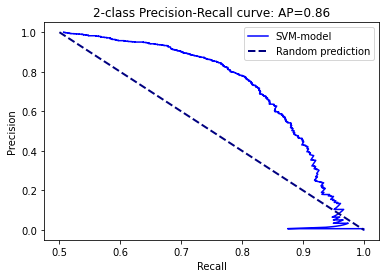 2-class Precision-Recall curve: AP=0.86
SVM-model
Random prediction
Precision
1.0
0.8
0.6
0.4
0.2
0.0
0.5 0.6 0.7 0.8 0.9 1.0
Recall